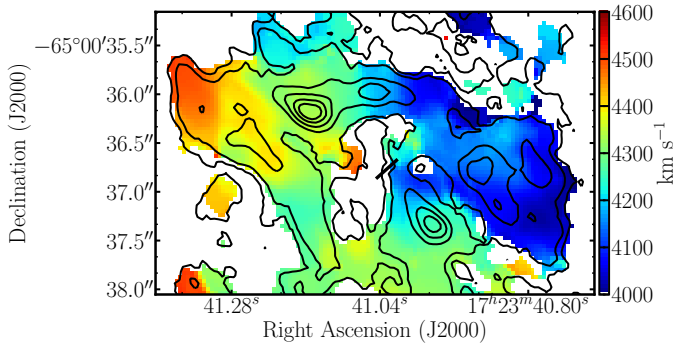 −65°00′35.5″
36.0″
36.5″
37.0″
37.5″
38.0″
Declination (J2000)
41.28ˢ
41.04ˢ
17ʰ23ᵐ40.80ˢ
Right Ascension (J2000)
4600
4500
4400
4300
4200
4100
4000
km s⁻¹